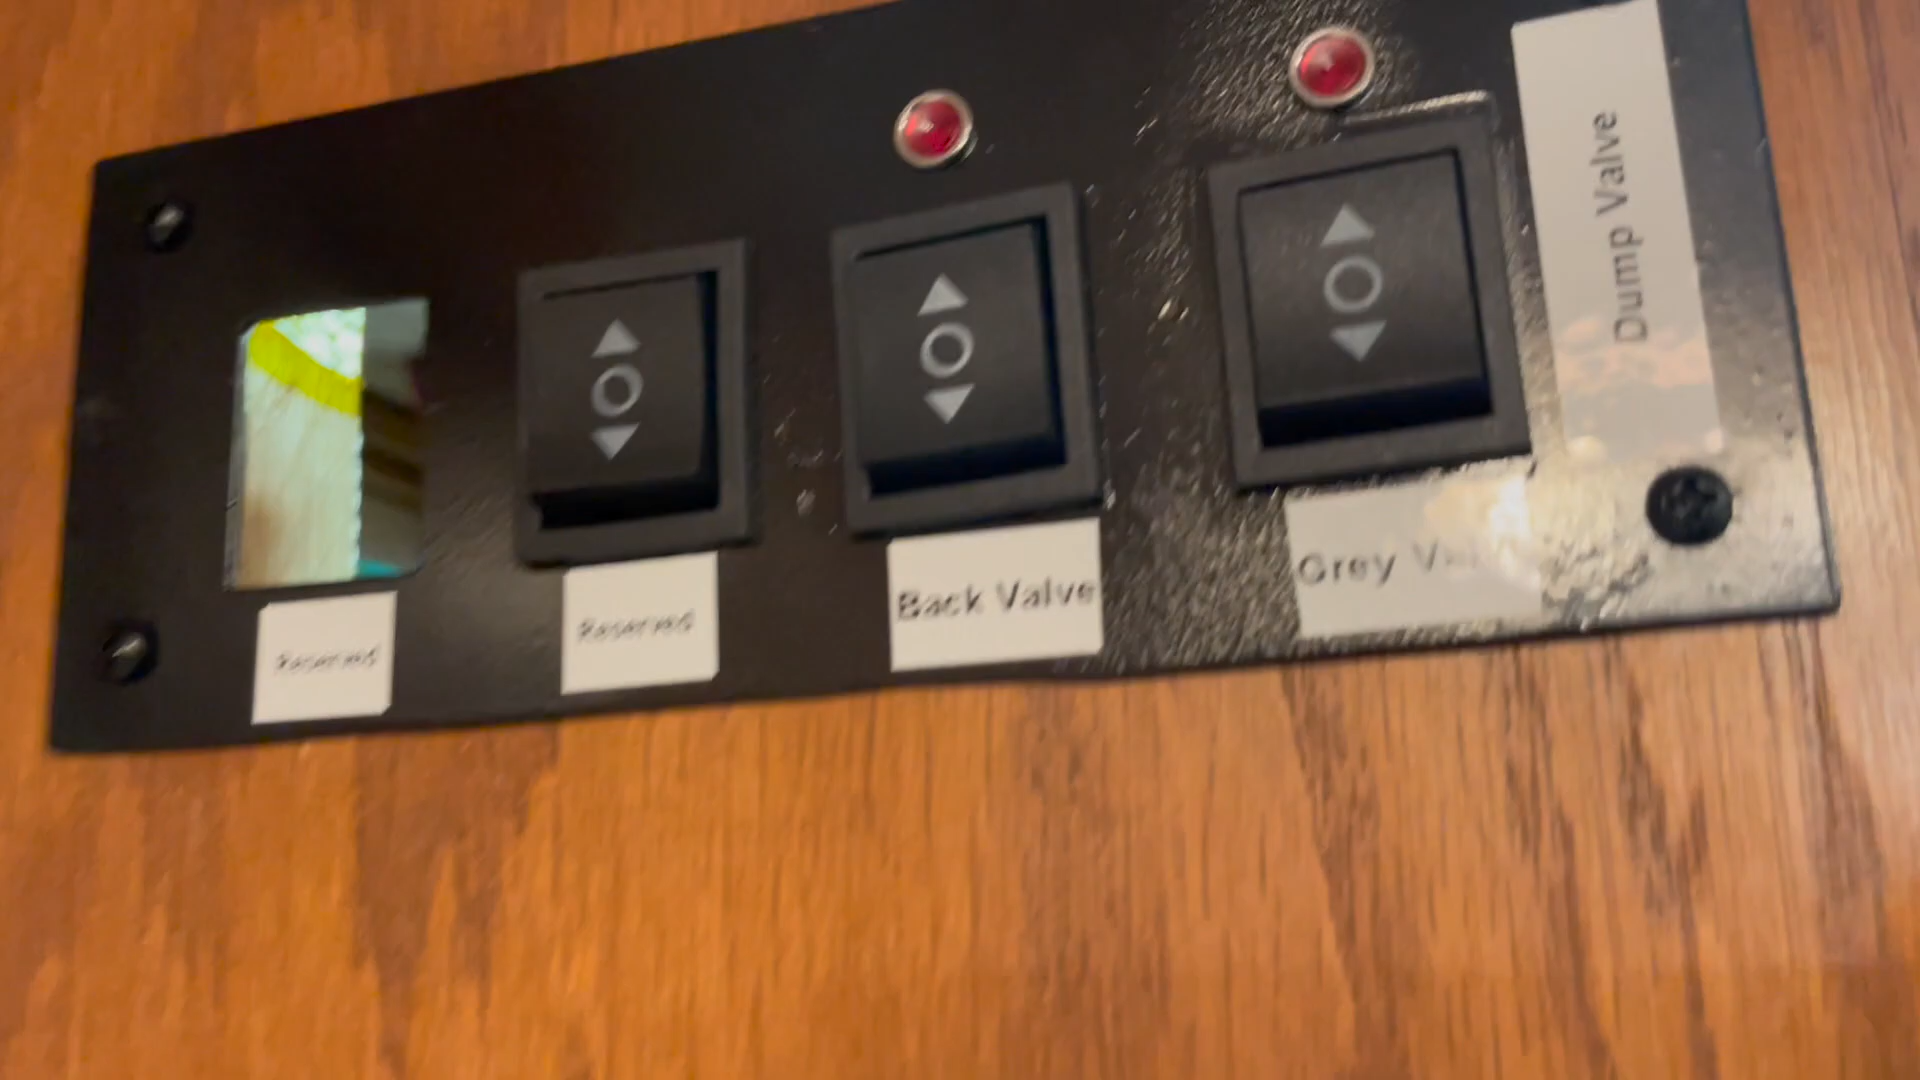 Reserved
Reserved
Back Valve
Grey
Dump Valve